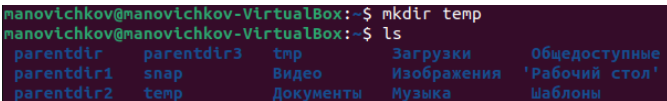 manovichkov@manovichkov-VirtualBox:~$ mkdir temp
manovichkov@manovichkov-VirtualBox:~$ ls
parentdir parentdir3 tmp Загрузки Общедоступные
parentdir1 snap Видео Изображения 'Рабочий стол'
parentdir2 temp Документы Музыка Шаблоны